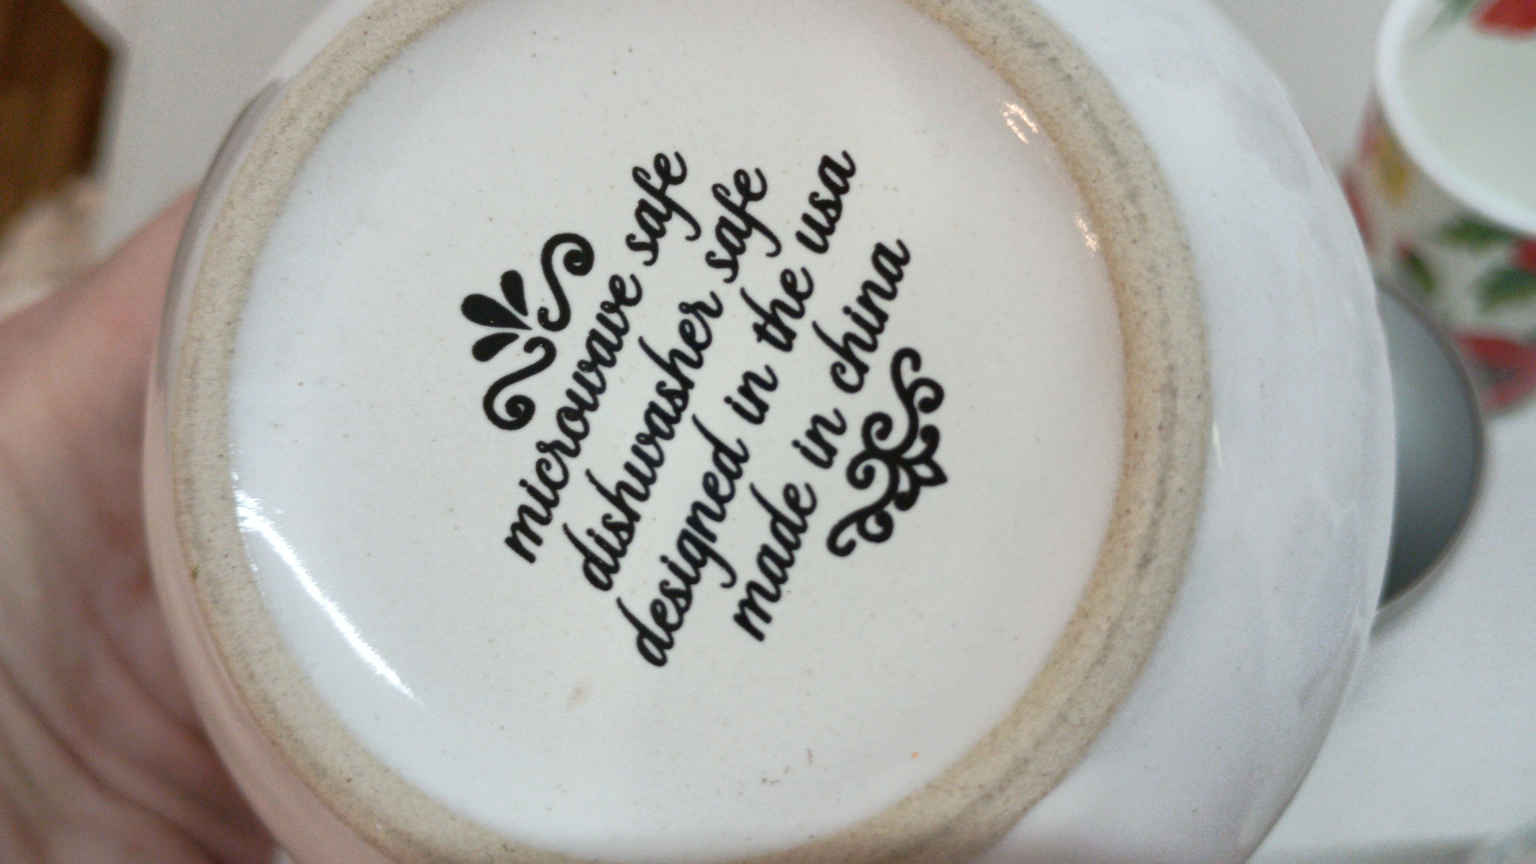 microwave safe
dishwasher safe
designed in the usa
made in china